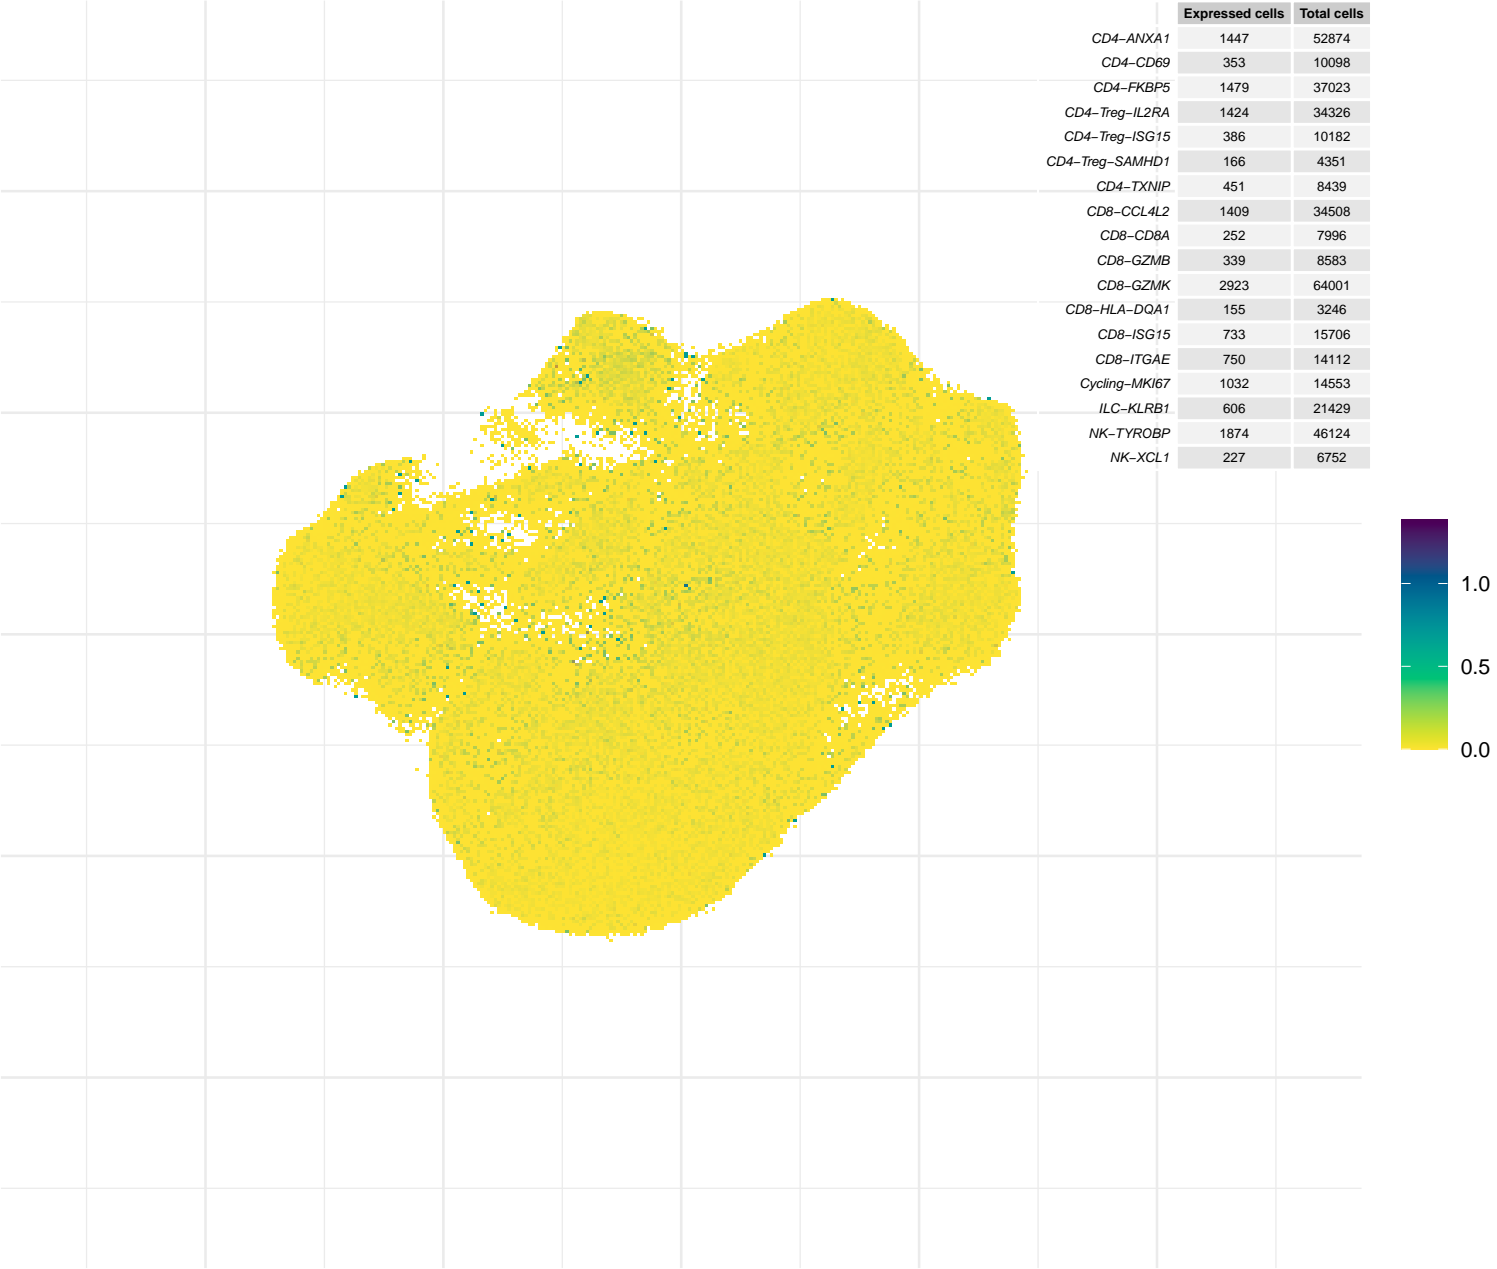 Expressed cells Total cells
CD4−ANXA1 1447 52874
CD4−CD69 353 10098
CD4−FKBP5 1479 37023
CD4−Treg−IL2RA 1424 34326
CD4−Treg−ISG15 386 10182
CD4−Treg−SAMHD1 166 4351
CD4−TXNIP 451 8439
CD8−CCL4L2 1409 34508
CD8−CD8A 252 7996
CD8−GZMB 339 8583
CD8−GZMK 2923 64001
CD8−HLA−DQA1 155 3246
CD8−ISG15 733 15706
CD8−ITGAE 750 14112
Cycling−MKI67 1032 14553
ILC−KLRB1 606 21429
NK−TYROBP 1874 46124
NK−XCL1 227 6752
1.0
0.5
0.0